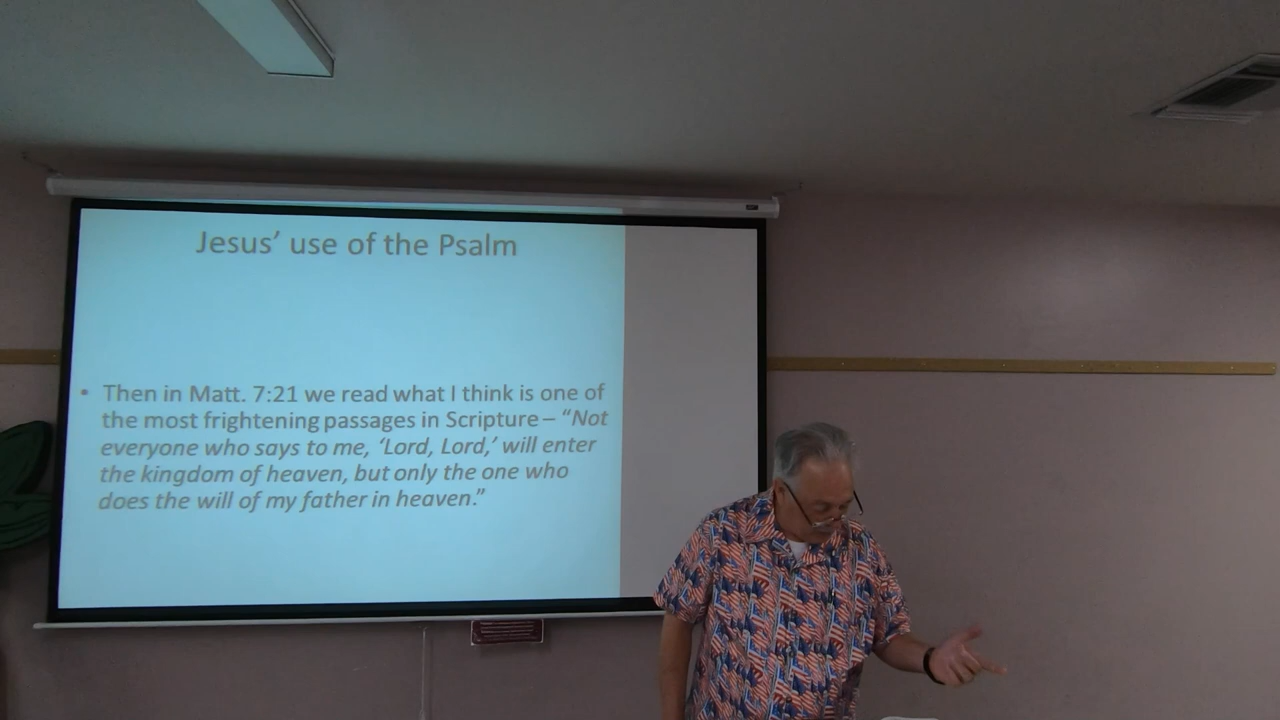 Jesus’ use of the Psalm
• Then in Matt. 7:21 we read what I think is one of
the most frightening passages in Scripture – “Not
everyone who says to me, ‘Lord, Lord,’ will enter
the kingdom of heaven, but only the one who
does the will of my father in heaven.”